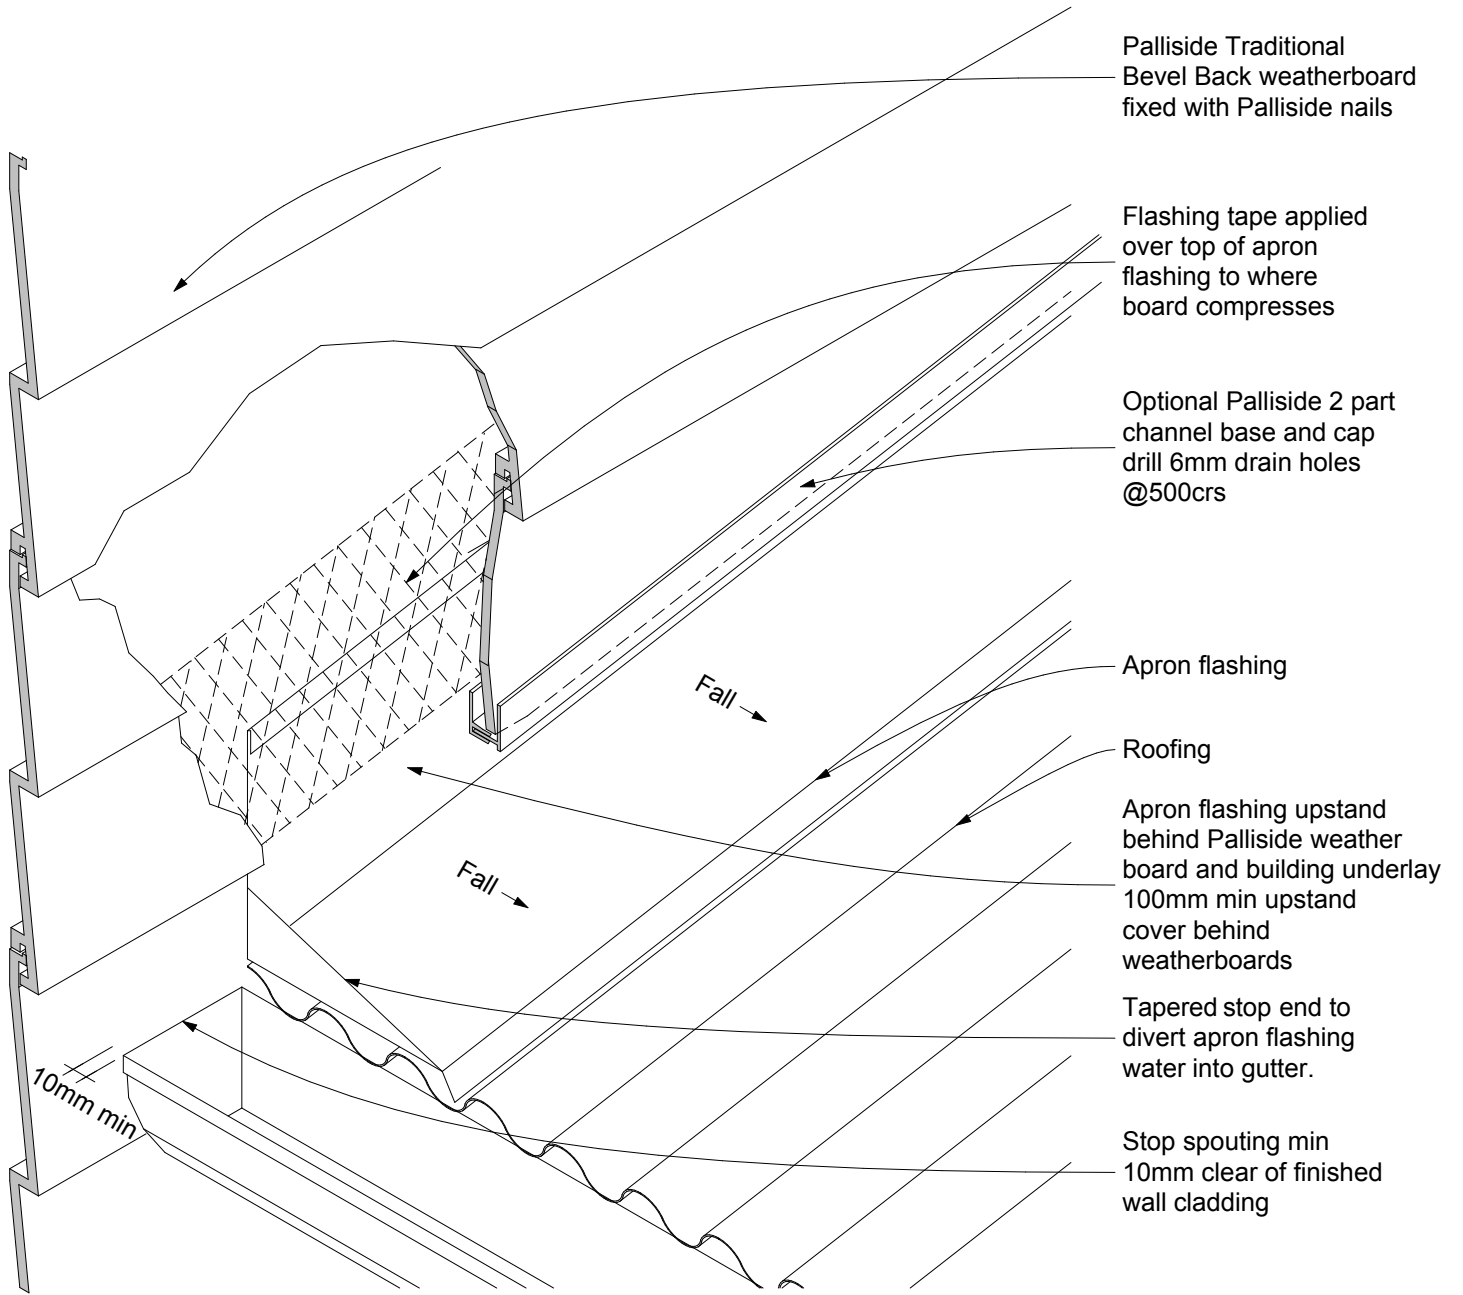 Palliside Traditional
Bevel Back weatherboard
fixed with Palliside nails
Flashing tape applied
over top of apron
flashing to where
board compresses
Optional Palliside 2 part
channel base and cap
drill 6mm drain holes
@500crs
Fall
Apron flashing
Roofing
Apron flashing upstand
behind Palliside weather
board and building underlay
100mm min upstand
cover behind
weatherboards
Fall
Tapered stop end to
divert apron flashing
water into gutter.
10mm min
Stop spouting min
10mm clear of finished
wall cladding